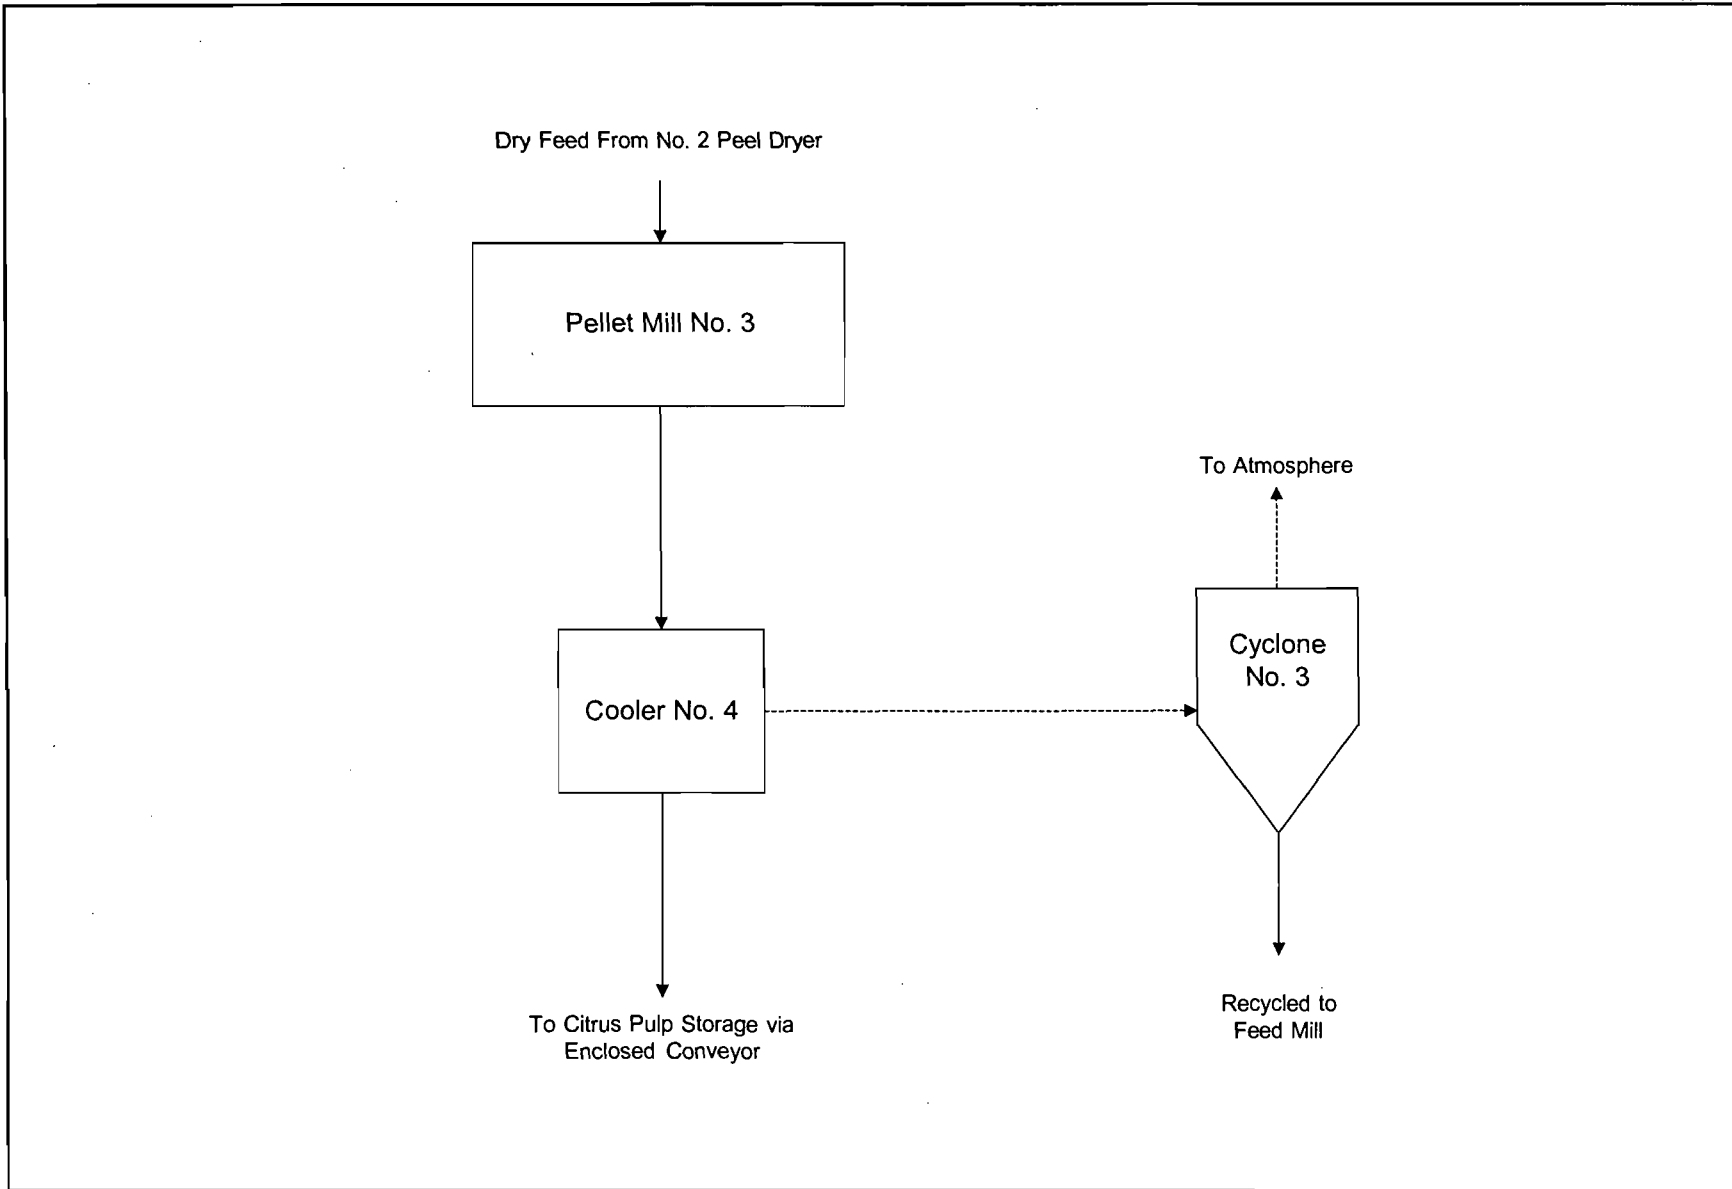 Dry Feed From No. 2 Peel Dryer
Pellet Mill No. 3
To Atmosphere
Cyclone
No. 3
Cooler No. 4
To Citrus Pulp Storage via
Enclosed Conveyor
Recycled to
Feed Mill